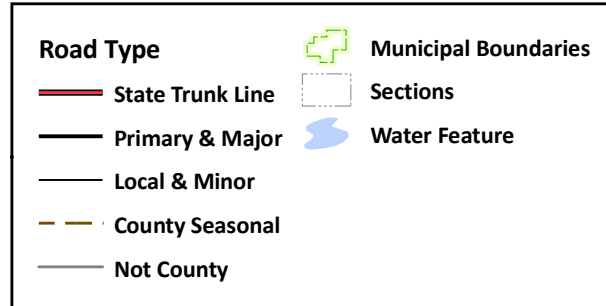 Road Type
State Trunk Line
Primary & Major
Local & Minor
County Seasonal
Not County
Municipal Boundaries
Sections
Water Feature